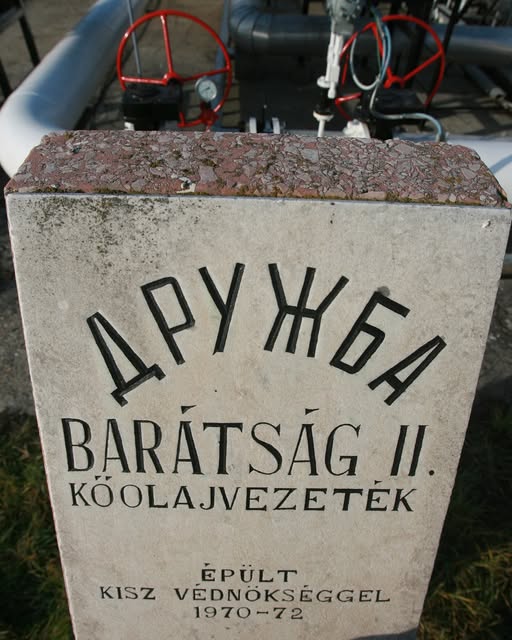 ДРУЖБА
BARÁTSÁG II.
KŐOLAJVEZETÉK
ÉPÜLT
KISZ VÉDNÖKSÉGGEL
1970-72